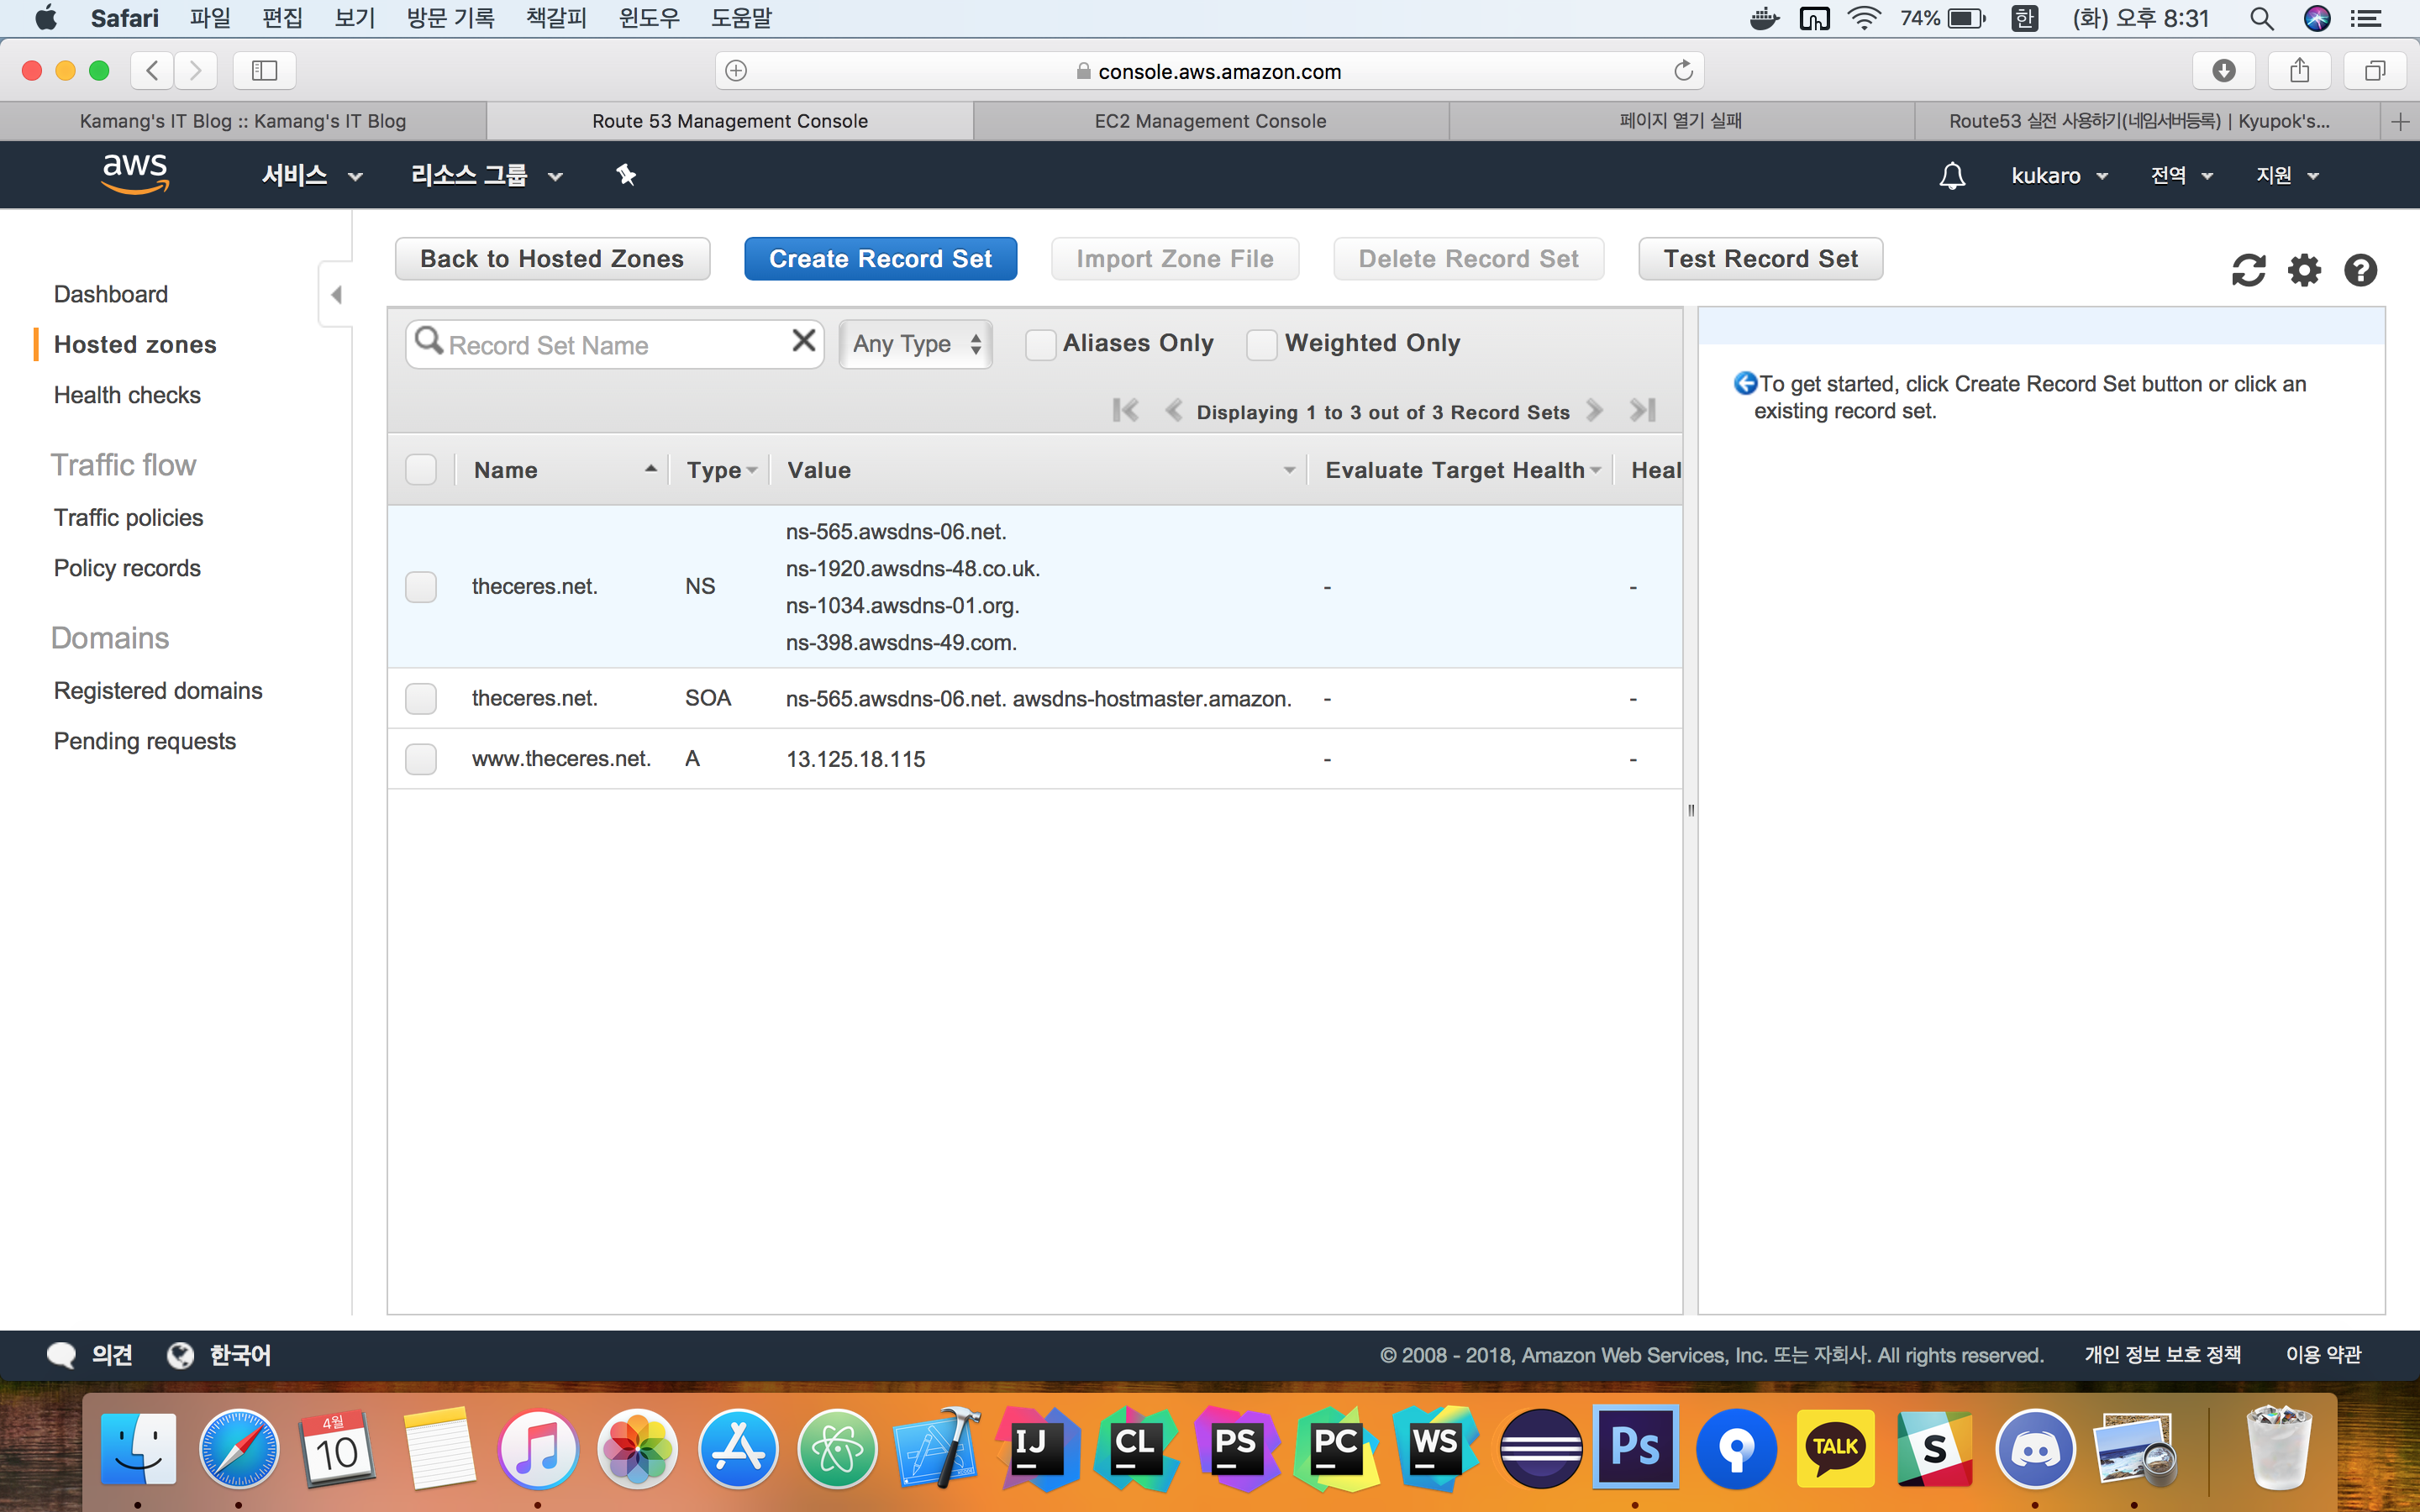 Safari 파일 편집 보기 방문 기록 책갈피 윈도우 도움말 74% 한 (화) 오후 8:31
console.aws.amazon.com
Kamang's IT Blog :: Kamang's IT Blog Route 53 Management Console EC2 Management Console 페이지 열기 실패 Route53 실전 사용하기(네임서버등록) | Kyupok's...
aws 서비스 리소스 그룹 kukaro 전역 지원
Back to Hosted Zones Create Record Set Import Zone File Delete Record Set Test Record Set
Dashboard
Hosted zones
Health checks
Traffic flow
Traffic policies
Policy records
Domains
Registered domains
Pending requests
Record Set Name Any Type Aliases Only Weighted Only
Displaying 1 to 3 out of 3 Record Sets
Name Type Value Evaluate Target Health Heal
theceres.net. NS ns-565.awsdns-06.net.
ns-1920.awsdns-48.co.uk.
ns-1034.awsdns-01.org.
ns-398.awsdns-49.com.
- -
theceres.net. SOA ns-565.awsdns-06.net. awsdns-hostmaster.amazon. - -
www.theceres.net. A 13.125.18.115 - -
To get started, click Create Record Set button or click an
existing record set.
의견 한국어 © 2008 - 2018, Amazon Web Services, Inc. 또는 자회사. All rights reserved. 개인 정보 보호 정책 이용 약관
4월
10
IJ CL PS PC WS Ps TALK S